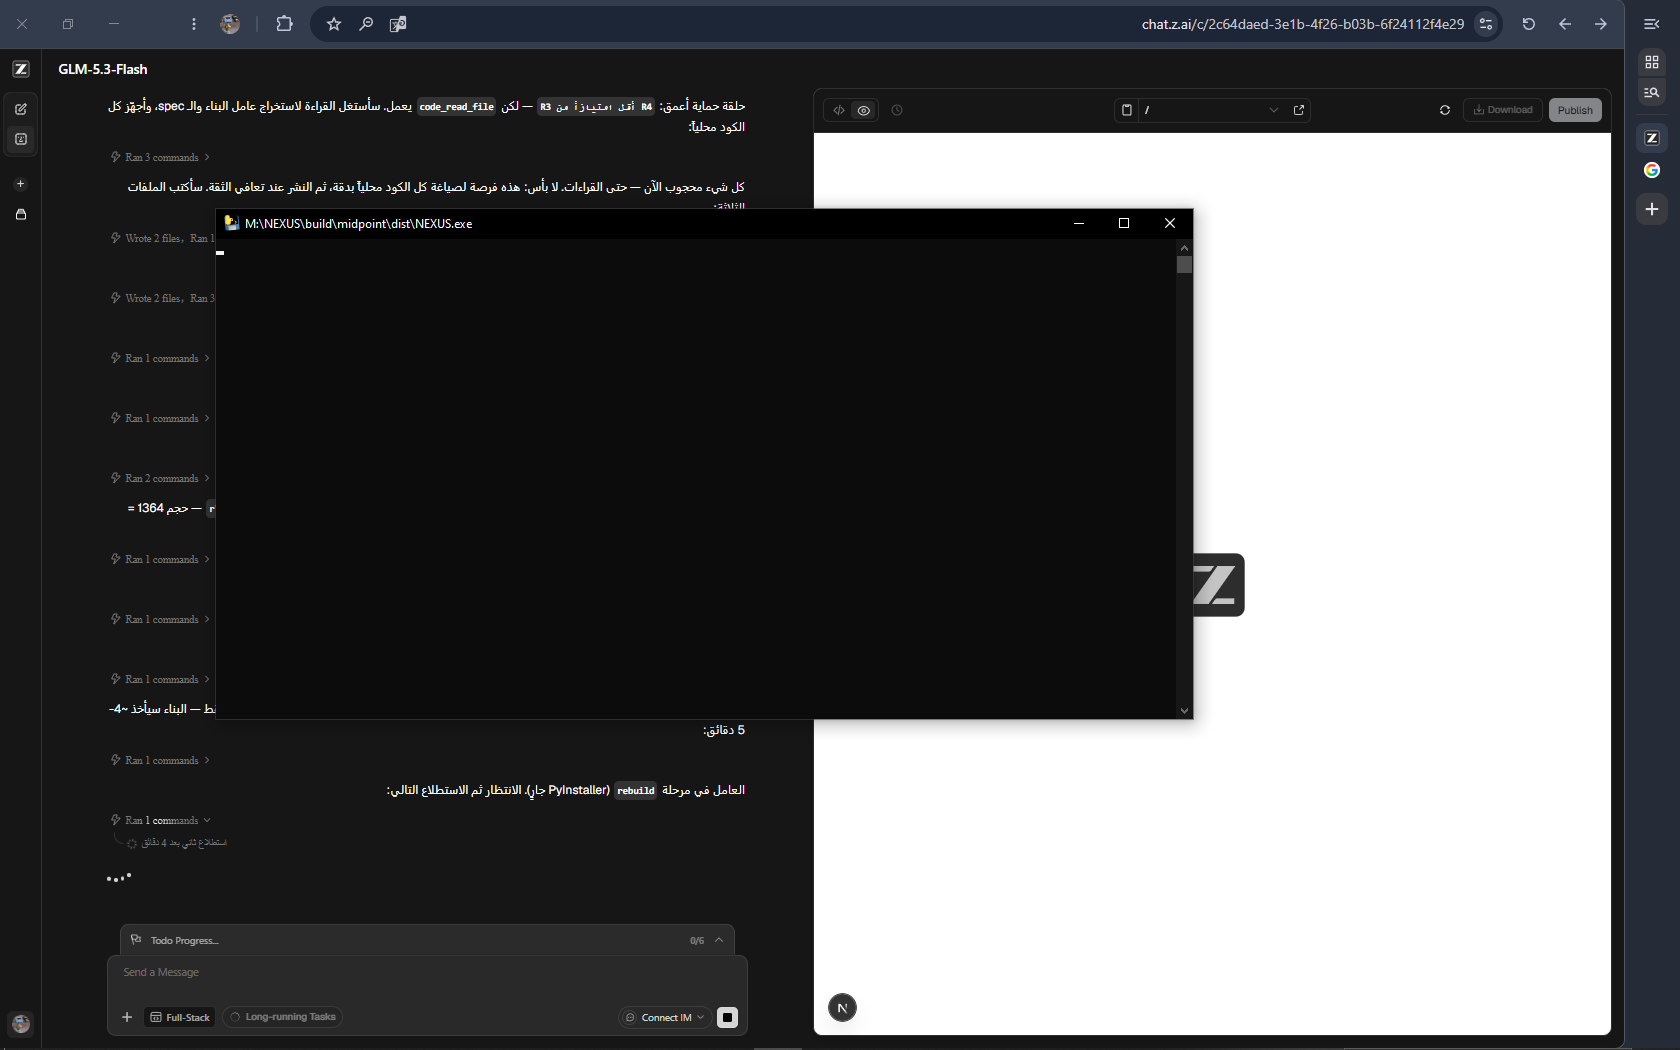 chat.z.ai/c/2c64daed-3e1b-4f26-b03b-6f24112f4e29
GLM-5.3-Flash
حلقة حماية أعمق: R4 أقل امتيازاً من R3 — لكن code_read_file يعمل. سأستغل القراءة لاستخراج عامل البناء والـ spec، وأجهّز كل
الكود محلياً:
Ran 3 commands
كل شيء محجوب الآن — حتى القراءات. لا بأس: هذه فرصة لصياغة كل الكود محلياً بدقة، ثم النشر عند تعافي الثقة. سأكتب الملفات
الثلاثة:
Wrote 2 files, Ran 1
Wrote 2 files, Ran 3
Ran 1 commands
Ran 1 commands
Ran 2 commands
— حجم 1364 =
Ran 1 commands
Ran 1 commands
Ran 1 commands
— البناء سيأخذ ~4-
5 دقائق:
Ran 1 commands
العامل في مرحلة rebuild (PyInstaller جارٍ). الانتظار ثم الاستطلاع التالي:
Ran 1 commands
استطلاع ثاني بعد 4 دقائق
Todo Progress...
0/6
Send a Message
Full-Stack
Long-running Tasks
Connect IM
M:\NEXUS\build\midpoint\dist\NEXUS.exe
/
Download
Publish
Z
N